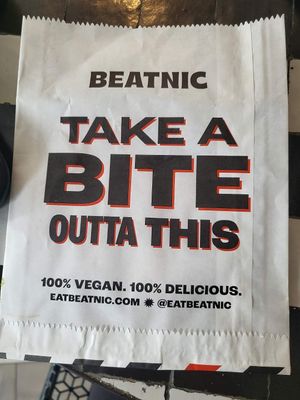 BEATNIC
TAKE A
BITE
OUTTA THIS
100% VEGAN. 100% DELICIOUS.
EATBEATNIC.COM ✹ @EATBEATNIC